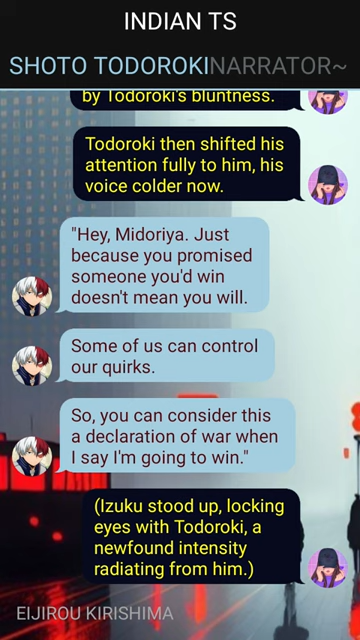 INDIAN TS
SHOTO TODOROKI NARRATOR~
by Todoroki's bluntness.
Todoroki then shifted his
attention fully to him, his
voice colder now.
"Hey, Midoriya. Just
because you promised
someone you'd win
doesn't mean you will.
Some of us can control
our quirks.
So, you can consider this
a declaration of war when
I say I'm going to win."
(Izuku stood up, locking
eyes with Todoroki, a
newfound intensity
radiating from him.)
EIJIROU KIRISHIMA